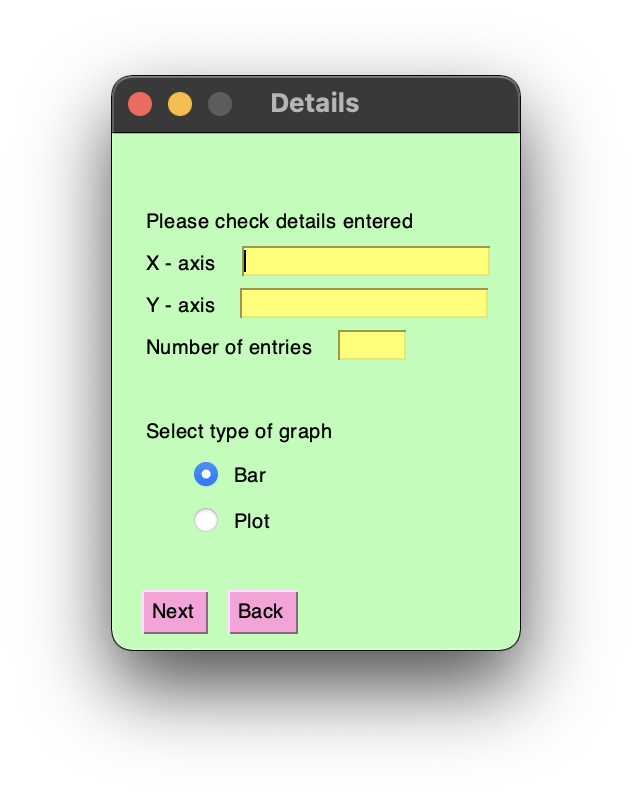 Details
Please check details entered
X - axis
Y - axis
Number of entries
Select type of graph
Bar
Plot
Next Back